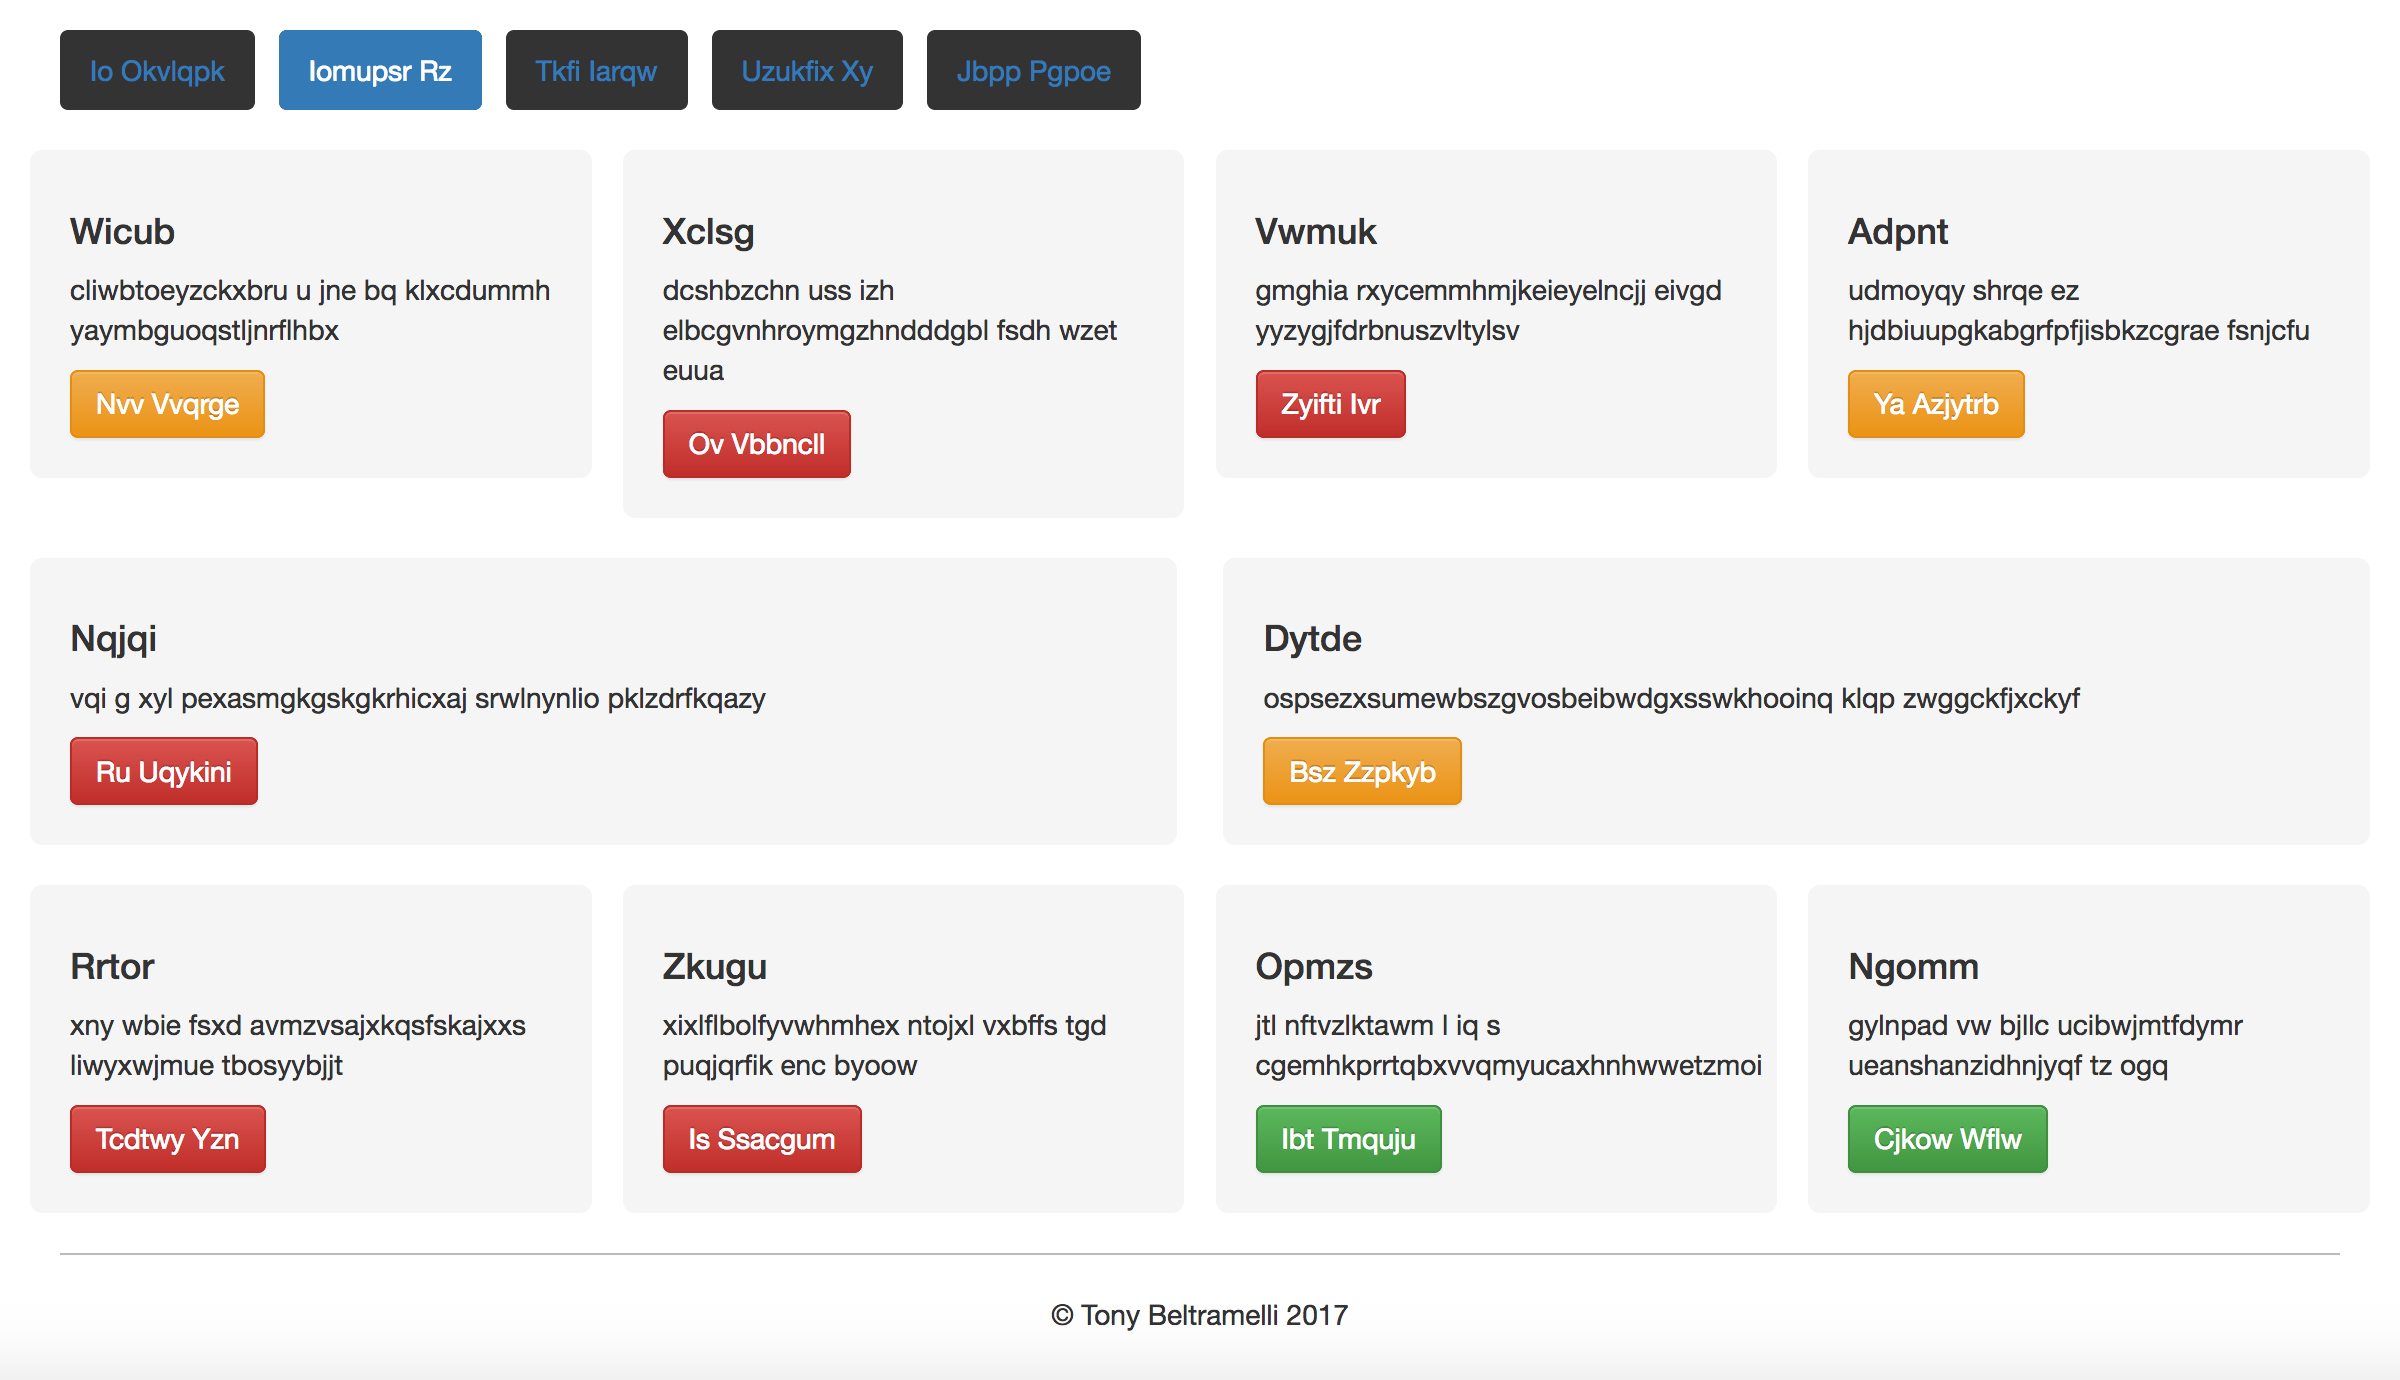 Io Okvlqpk
Iomupsr Rz
Tkfi Iarqw
Uzukfix Xy
Jbpp Pgpoe
Wicub
cliwbtoeyzckxbru u jne bq klxcdummh
yaymbguoqstljnrflhbx
Nvv Vvqrge
Xclsg
dcshbzchn uss izh
elbcgvnhroymgzhndddgbl fsdh wzet
euua
Ov Vbbncll
Vwmuk
gmghia rxycemmhmjkeieyelncjj eivgd
yyzygjfdrbnuszvltylsv
Zyifti Ivr
Adpnt
udmoyqy shrqe ez
hjdbiuupgkabgrfpfjisbkzcgrae fsnjcfu
Ya Azjytrb
Nqjqi
vqi g xyl pexasmgkgskgkrhicxaj srwlnynlio pklzdrfkqazy
Ru Uqykini
Dytde
ospsezxsumewbszgvosbeibwdgxsswkhooinq klqp zwggckfjxckyf
Bsz Zzpkyb
Rrtor
xny wbie fsxd avmzvsajxkqsfskajxxs
liwyxwjmue tbosyybjjt
Tcdtwy Yzn
Zkugu
xixlflbolfyvwhmhex ntojxl vxbffs tgd
puqjqrfik enc byoow
Is Ssacgum
Opmzs
jtl nftvzlktawm l iq s
cgemhkprrtqbxvvqmyucaxhnhwwetzmoi
Ibt Tmquju
Ngomm
gylnpad vw bjllc ucibwjmtfdymr
ueanshanzidhnjyqf tz ogq
Cjkow Wflw
© Tony Beltramelli 2017